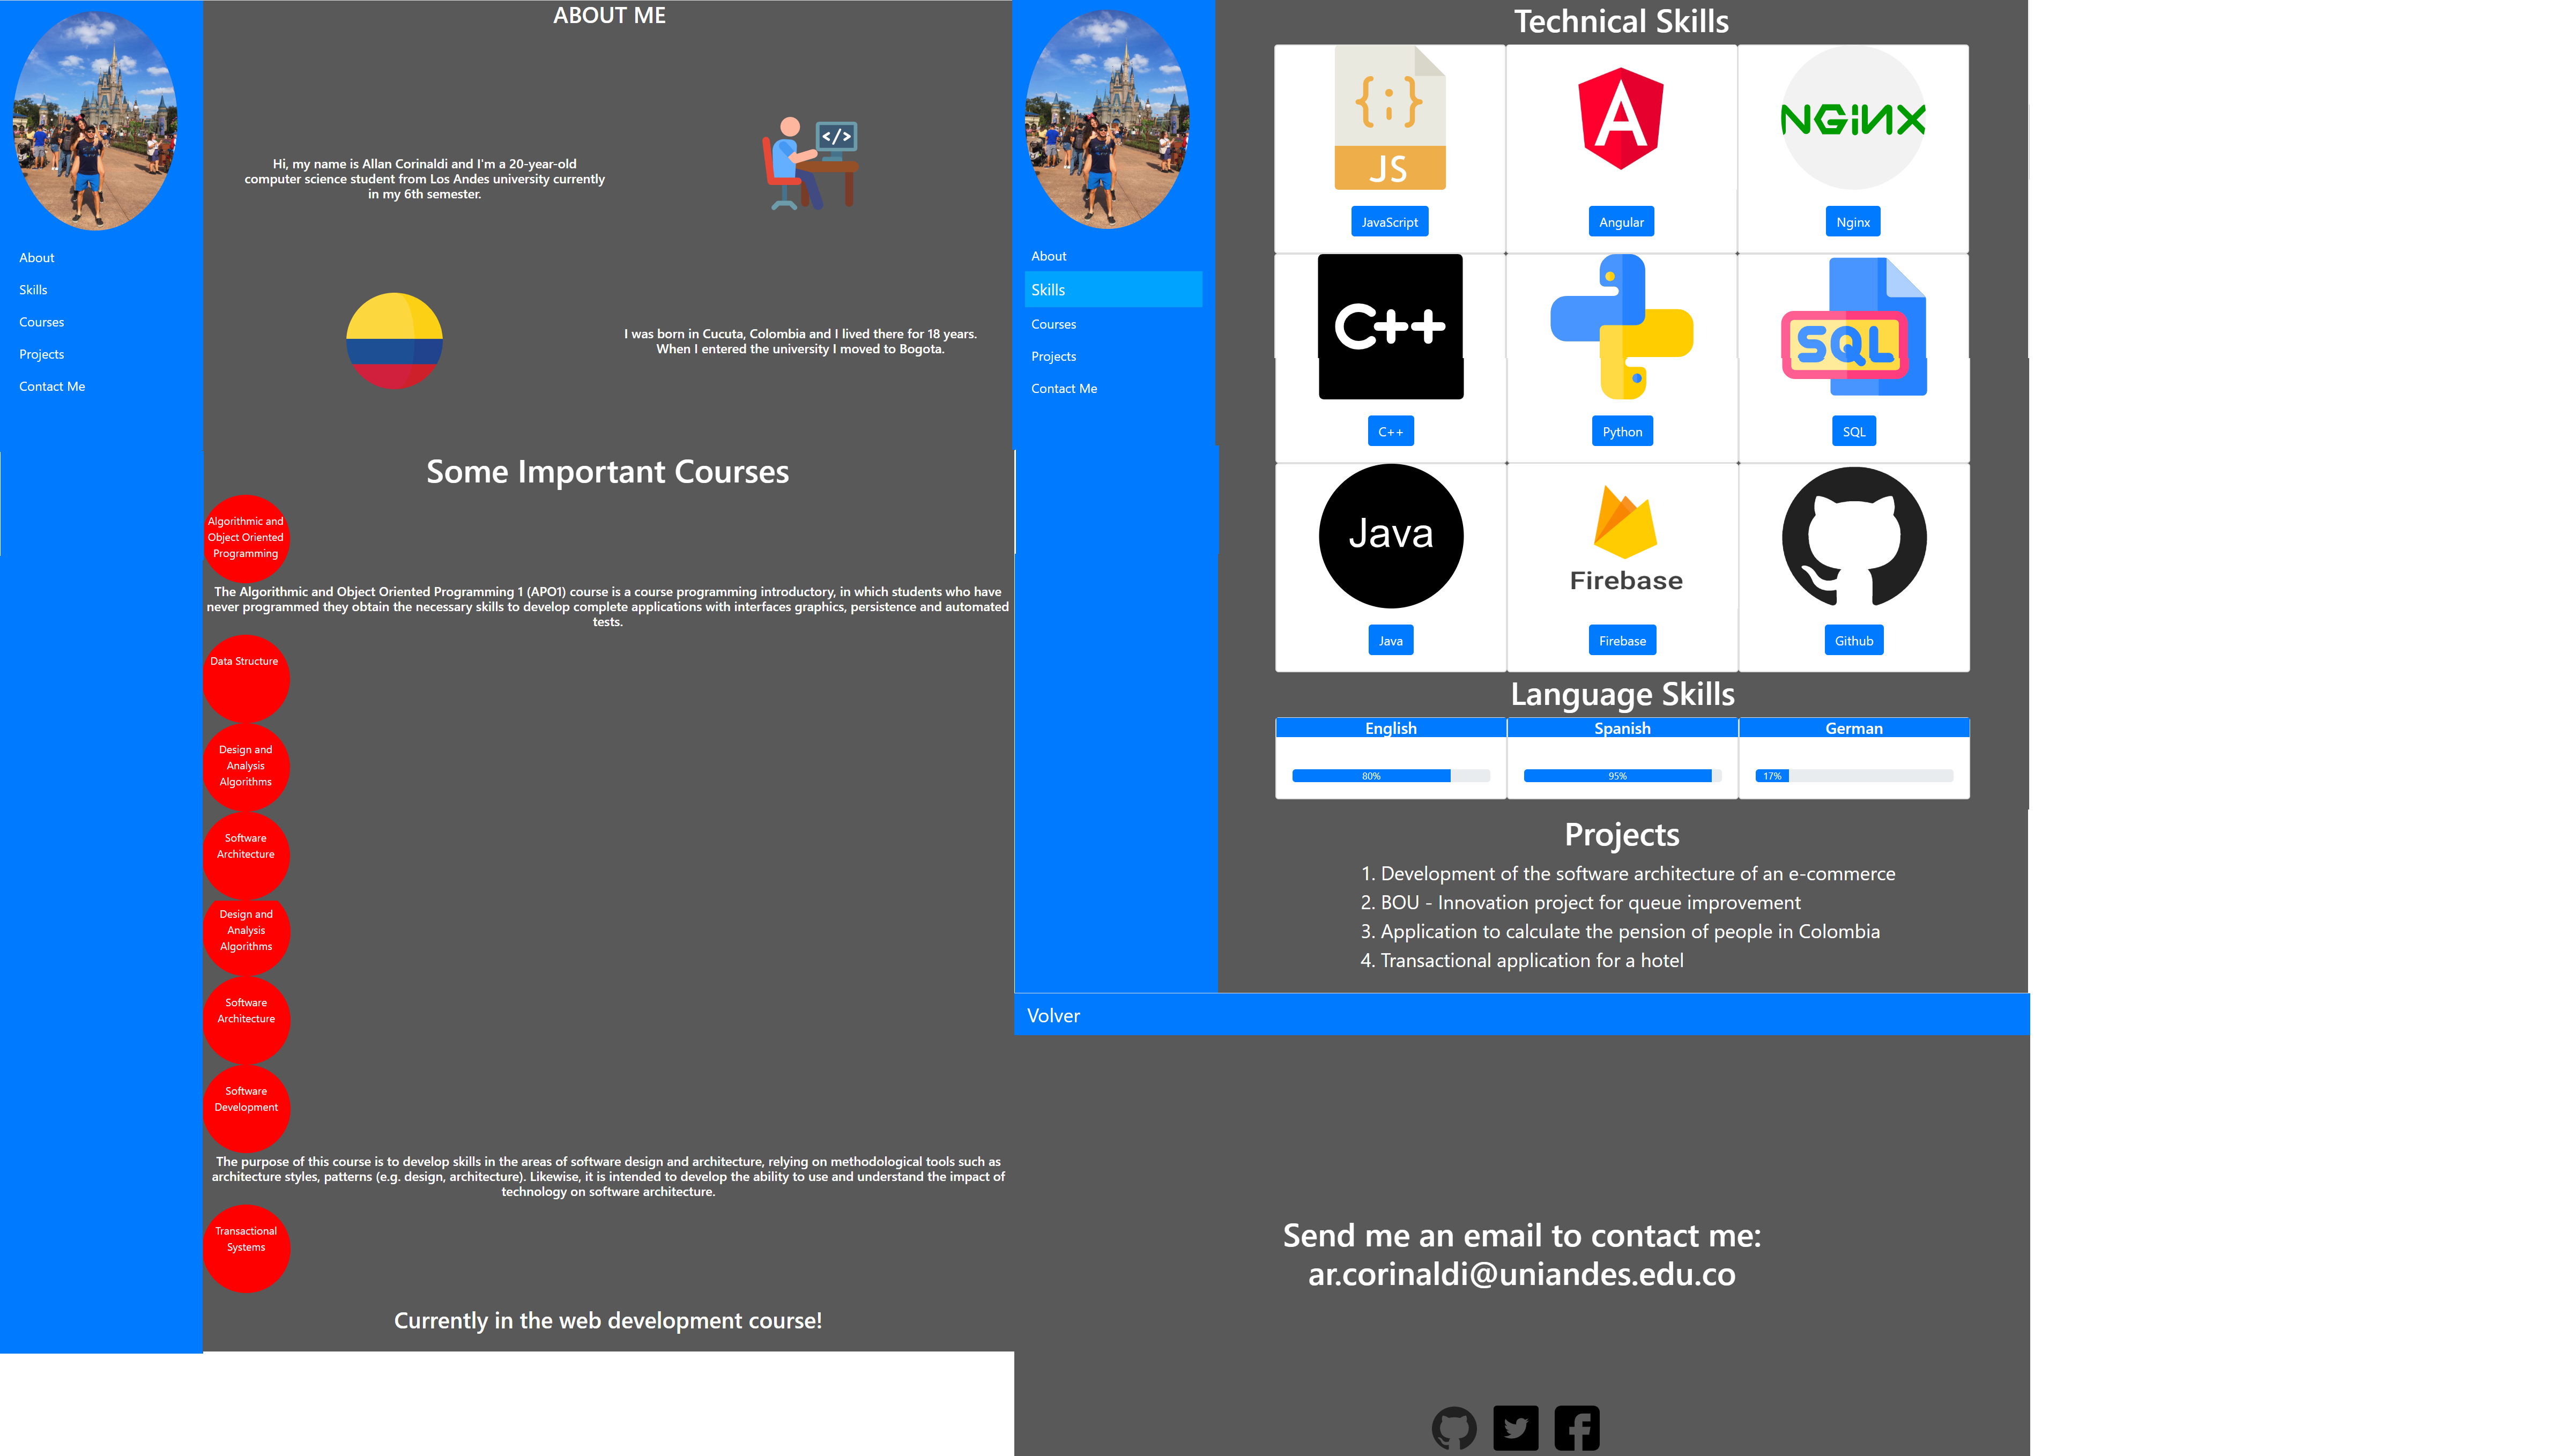 About
Skills
Courses
Projects
Contact Me
ABOUT ME
Hi, my name is Allan Corinaldi and I'm a 20-year-old
computer science student from Los Andes university currently
in my 6th semester.
</>
I was born in Cucuta, Colombia and I lived there for 18 years.
When I entered the university I moved to Bogota.
Some Important Courses
Algorithmic and
Object Oriented
Programming
The Algorithmic and Object Oriented Programming 1 (APO1) course is a course programming introductory, in which students who have
never programmed they obtain the necessary skills to develop complete applications with interfaces graphics, persistence and automated
tests.
Data Structure
Design and
Analysis
Algorithms
Software
Architecture
Design and
Analysis
Algorithms
Software
Architecture
Software
Development
The purpose of this course is to develop skills in the areas of software design and architecture, relying on methodological tools such as
architecture styles, patterns (e.g. design, architecture). Likewise, it is intended to develop the ability to use and understand the impact of
technology on software architecture.
Transactional
Systems
Currently in the web development course!
About
Skills
Courses
Projects
Contact Me
Technical Skills
{;}
JS
A
NGiNX
JavaScript
Angular
Nginx
C++
SQL
C++
Python
SQL
Java
Firebase
Java
Firebase
Github
Language Skills
English
Spanish
German
80%
95%
17%
Projects
1. Development of the software architecture of an e-commerce
2. BOU - Innovation project for queue improvement
3. Application to calculate the pension of people in Colombia
4. Transactional application for a hotel
Volver
Send me an email to contact me:
ar.corinaldi@uniandes.edu.co